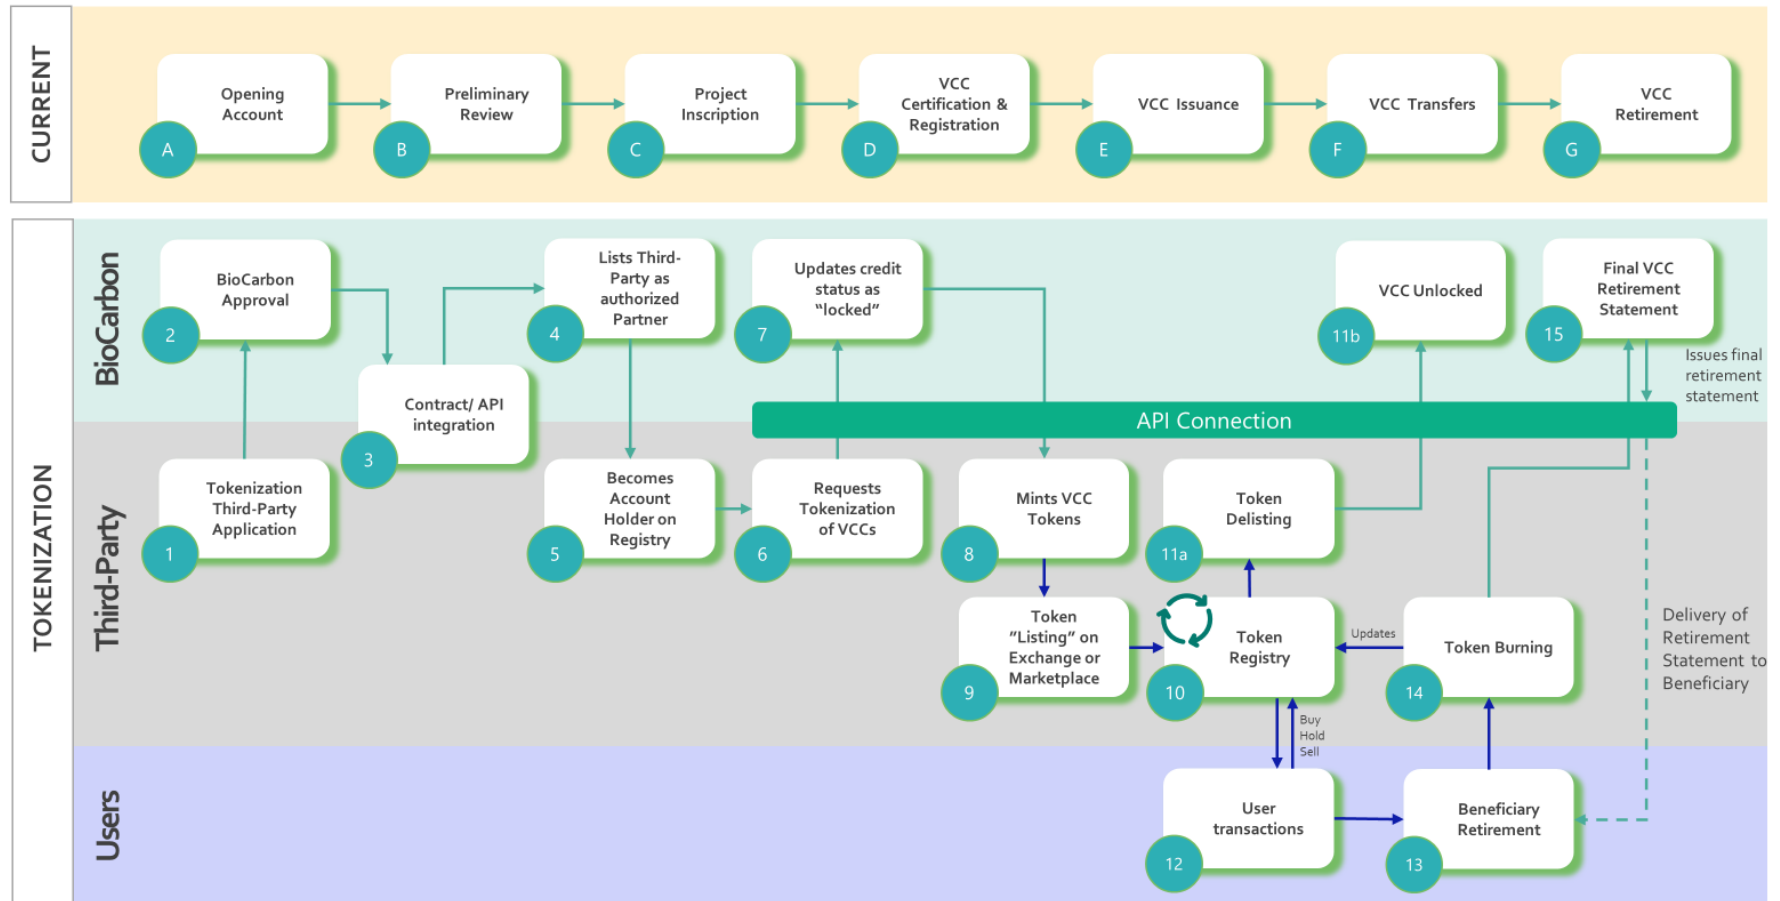 CURRENT
Opening
Account
A
Preliminary
Review
B
Project
Inscription
C
VCC
Certification &
Registration
D
VCC Issuance
E
VCC Transfers
F
VCC
Retirement
G
TOKENIZATION
BioCarbon
BioCarbon
Approval
2
Contract/ API
integration
3
Lists Third-
Party as
authorized
Partner
4
Updates credit
status as
“locked”
7
VCC Unlocked
11b
Final VCC
Retirement
Statement
15
Issues final
retirement
statement
API Connection
Third-Party
Tokenization
Third-Party
Application
1
Becomes
Account
Holder on
Registry
5
Requests
Tokenization
of VCCs
6
Mints VCC
Tokens
8
Token
Delisting
11a
Token
”Listing” on
Exchange or
Marketplace
9
Token
Registry
10
Updates
Token Burning
14
Delivery of
Retirement
Statement to
Beneficiary
Buy
Hold
Sell
Users
User
transactions
12
Beneficiary
Retirement
13